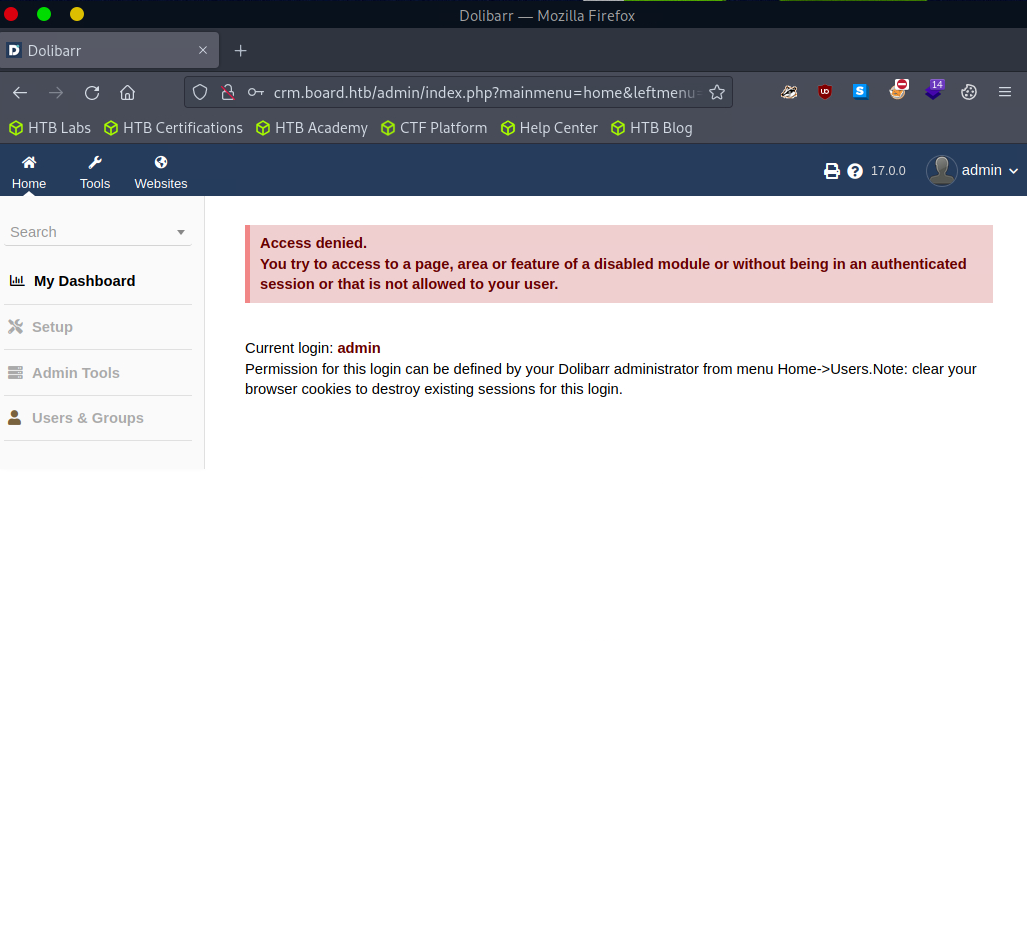 Dolibarr — Mozilla Firefox
Dolibarr
crm.board.htb/admin/index.php?mainmenu=home&leftmenu=
14
HTB Labs HTB Certifications HTB Academy CTF Platform Help Center HTB Blog
Home Tools Websites 17.0.0 admin
Search
My Dashboard
Setup
Admin Tools
Users & Groups
Access denied.
You try to access to a page, area or feature of a disabled module or without being in an authenticated
session or that is not allowed to your user.
Current login: admin
Permission for this login can be defined by your Dolibarr administrator from menu Home->Users.Note: clear your
browser cookies to destroy existing sessions for this login.